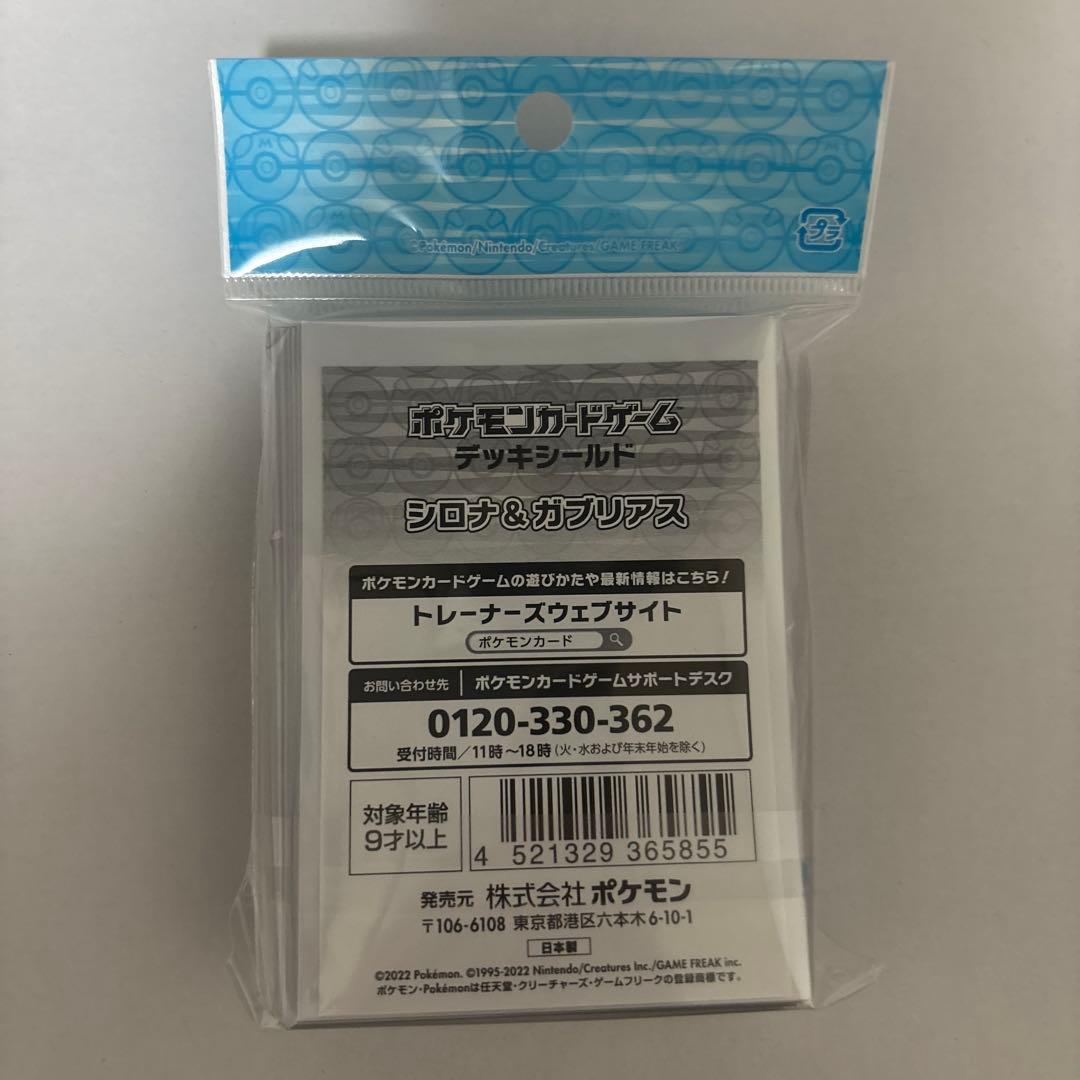 ©Pokémon/Nintendo/Creatures/GAME FREAK
プラ
ポケモンカードゲーム
デッキシールド
シロナ&ガブリアス
ポケモンカードゲームの遊びかたや最新情報はこちら!
トレーナーズウェブサイト
ポケモンカード
お問い合わせ先 ポケモンカードゲームサポートデスク
0120-330-362
受付時間/11時~18時(火・水および年末年始を除く)
対象年齢
9才以上
4 521329 365855
発売元 株式会社 ポケモン
〒106-6108 東京都港区六本木6-10-1
日本製
©2022 Pokémon. ©1995-2022 Nintendo/Creatures Inc./GAME FREAK inc.
ポケモン・Pokémonは任天堂・クリーチャーズ・ゲームフリークの登録商標です。